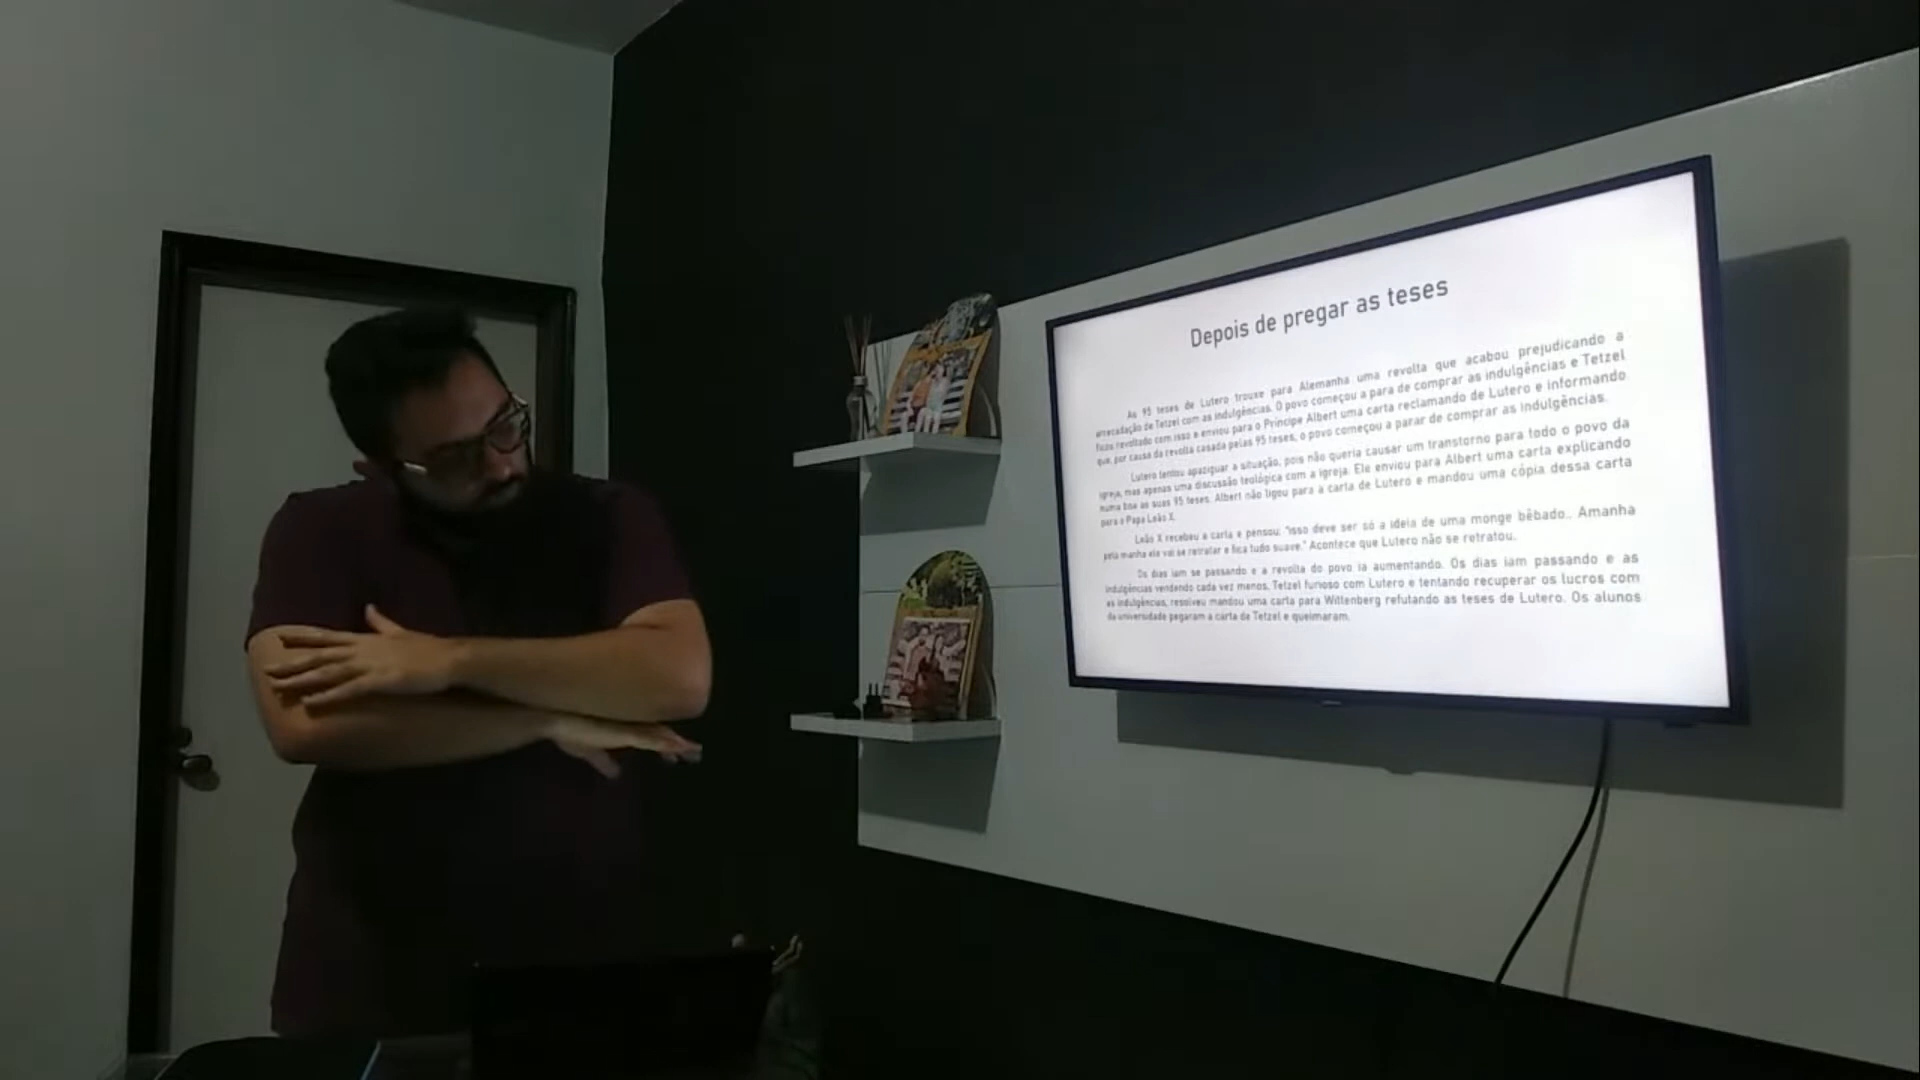 Depois de pregar as teses
As 95 teses de Lutero trouxe para Alemanha uma revolta que acabou prejudicando a
arrecadação de Tetzel com as indulgências. O povo começou a para de comprar as indulgências e Tetzel
ficou revoltado com isso e enviou para o Príncipe Albert uma carta reclamando de Lutero e informando
que, por causa da revolta casada pelas 95 teses, o povo começou a parar de comprar as indulgências.
Lutero tentou apaziguar a situação, pois não queria causar um transtorno para todo o povo da
igreja, mas apenas uma discussão teológica com a igreja. Ele enviou para Albert uma carta explicando
numa boa as suas 95 teses. Albert não ligou para a carta de Lutero e mandou uma cópia dessa carta
para o Papa Leão X.
Leão X recebeu a carta e pensou: "isso deve ser só a ideia de uma monge bêbado... Amanha
pela manha ele vai se retratar e fica tudo suave." Acontece que Lutero não se retratou.
Os dias iam se passando e a revolta do povo ia aumentando. Os dias iam passando e as
indulgências vendendo cada vez menos. Tetzel furioso com Lutero e tentando recuperar os lucros com
as indulgências, resolveu mandou uma carta para Wittenberg refutando as teses de Lutero. Os alunos
da universidade pegaram a carta de Tetzel e queimaram.